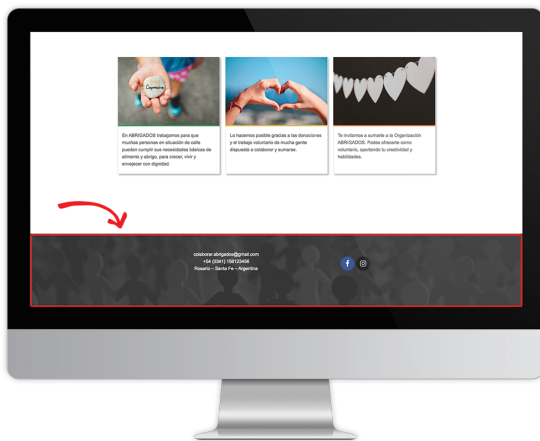 Compassion
En ABRIGADOS trabajamos para que
muchas personas en situación de calle
puedan cumplir sus necesidades básicas de
alimento y abrigo, para crecer, vivir y
envejecer con dignidad.
Lo hacemos posible gracias a las donaciones
y el trabajo voluntario de mucha gente
dispuesta a colaborar y sumarse.
Te invitamos a sumarte a la Organización
ABRIGADOS. Podes ofrecerte como
voluntario, aportando tu creatividad y
habilidades.
colaborar.abrigados@gmail.com
+54 (0341) 156123456
Rosario – Santa Fe – Argentina